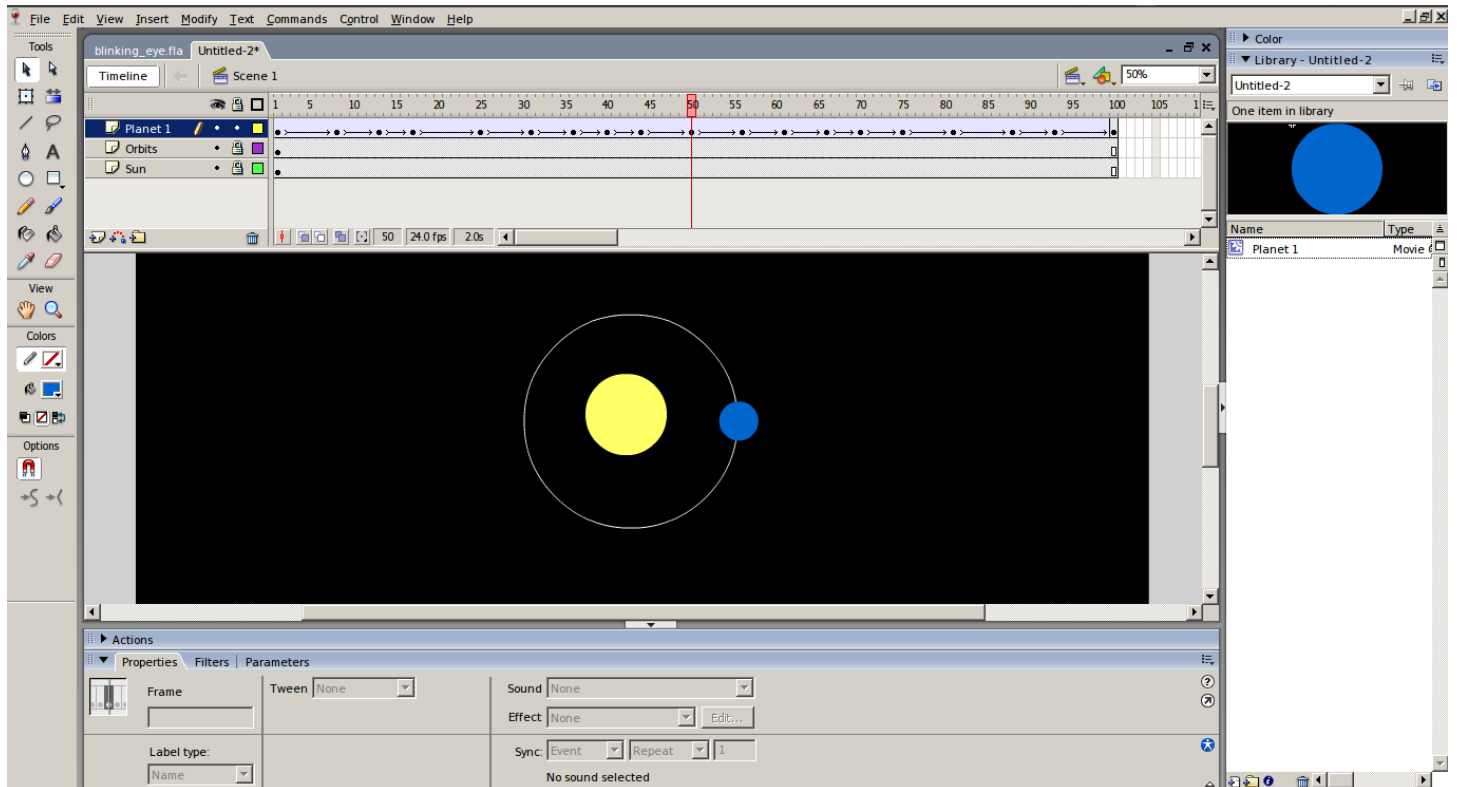 File Edit View Insert Modify Text Commands Control Window Help
Tools
blinking_eye.fla Untitled-2*
Timeline Scene 1 50%
1 5 10 15 20 25 30 35 40 45 50 55 60 65 70 75 80 85 90 95 100 105 1
Planet 1
Orbits
Sun
50 24.0 fps 2.0s
View
Colors
Options
Color
Library - Untitled-2
Untitled-2
One item in library
Name Type
Planet 1 Movie
Actions
Properties Filters Parameters
Frame Tween None Sound None
Effect None Edit...
Label type: Sync: Event Repeat 1
Name No sound selected